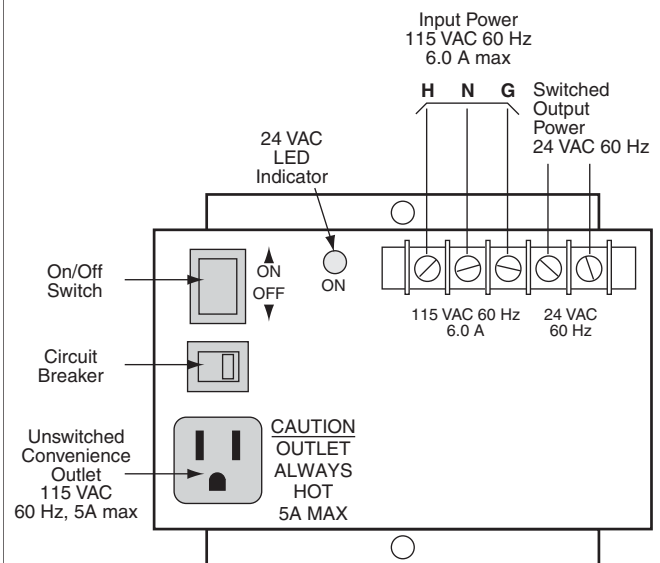 Input Power
115 VAC 60 Hz
6.0 A max
H N G
Switched
Output
Power
24 VAC 60 Hz
24 VAC
LED
Indicator
On/Off
Switch
ON
OFF
ON
115 VAC 60 Hz
6.0 A
24 VAC
60 Hz
Circuit
Breaker
Unswitched
Convenience
Outlet
115 VAC
60 Hz, 5A max
CAUTION
OUTLET
ALWAYS
HOT
5A MAX